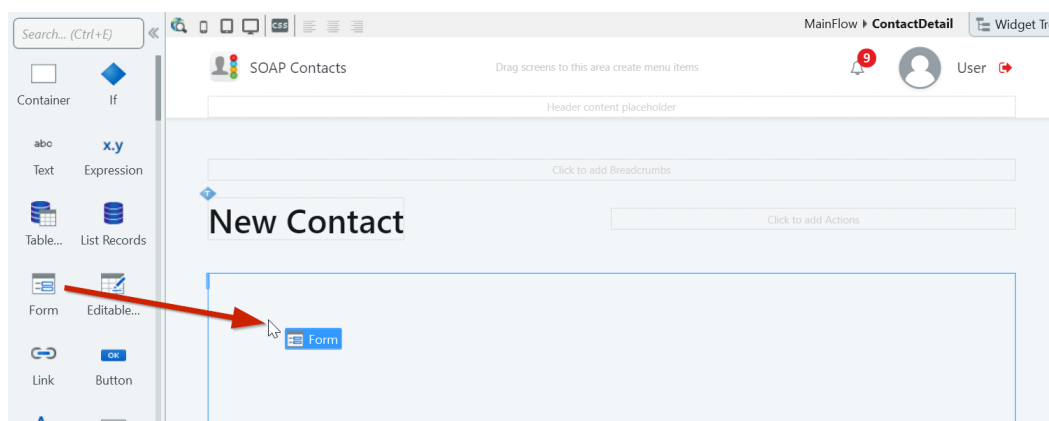 Search... (Ctrl+E)
css
MainFlow ContactDetail
Widget Tr
SOAP Contacts
Drag screens to this area create menu items
9
User
Container
If
Header content placeholder
abc
x.y
Text
Expression
Click to add Breadcrumbs
T
New Contact
Click to add Actions
Table...
List Records
Form
Editable...
Form
OK
Link
Button